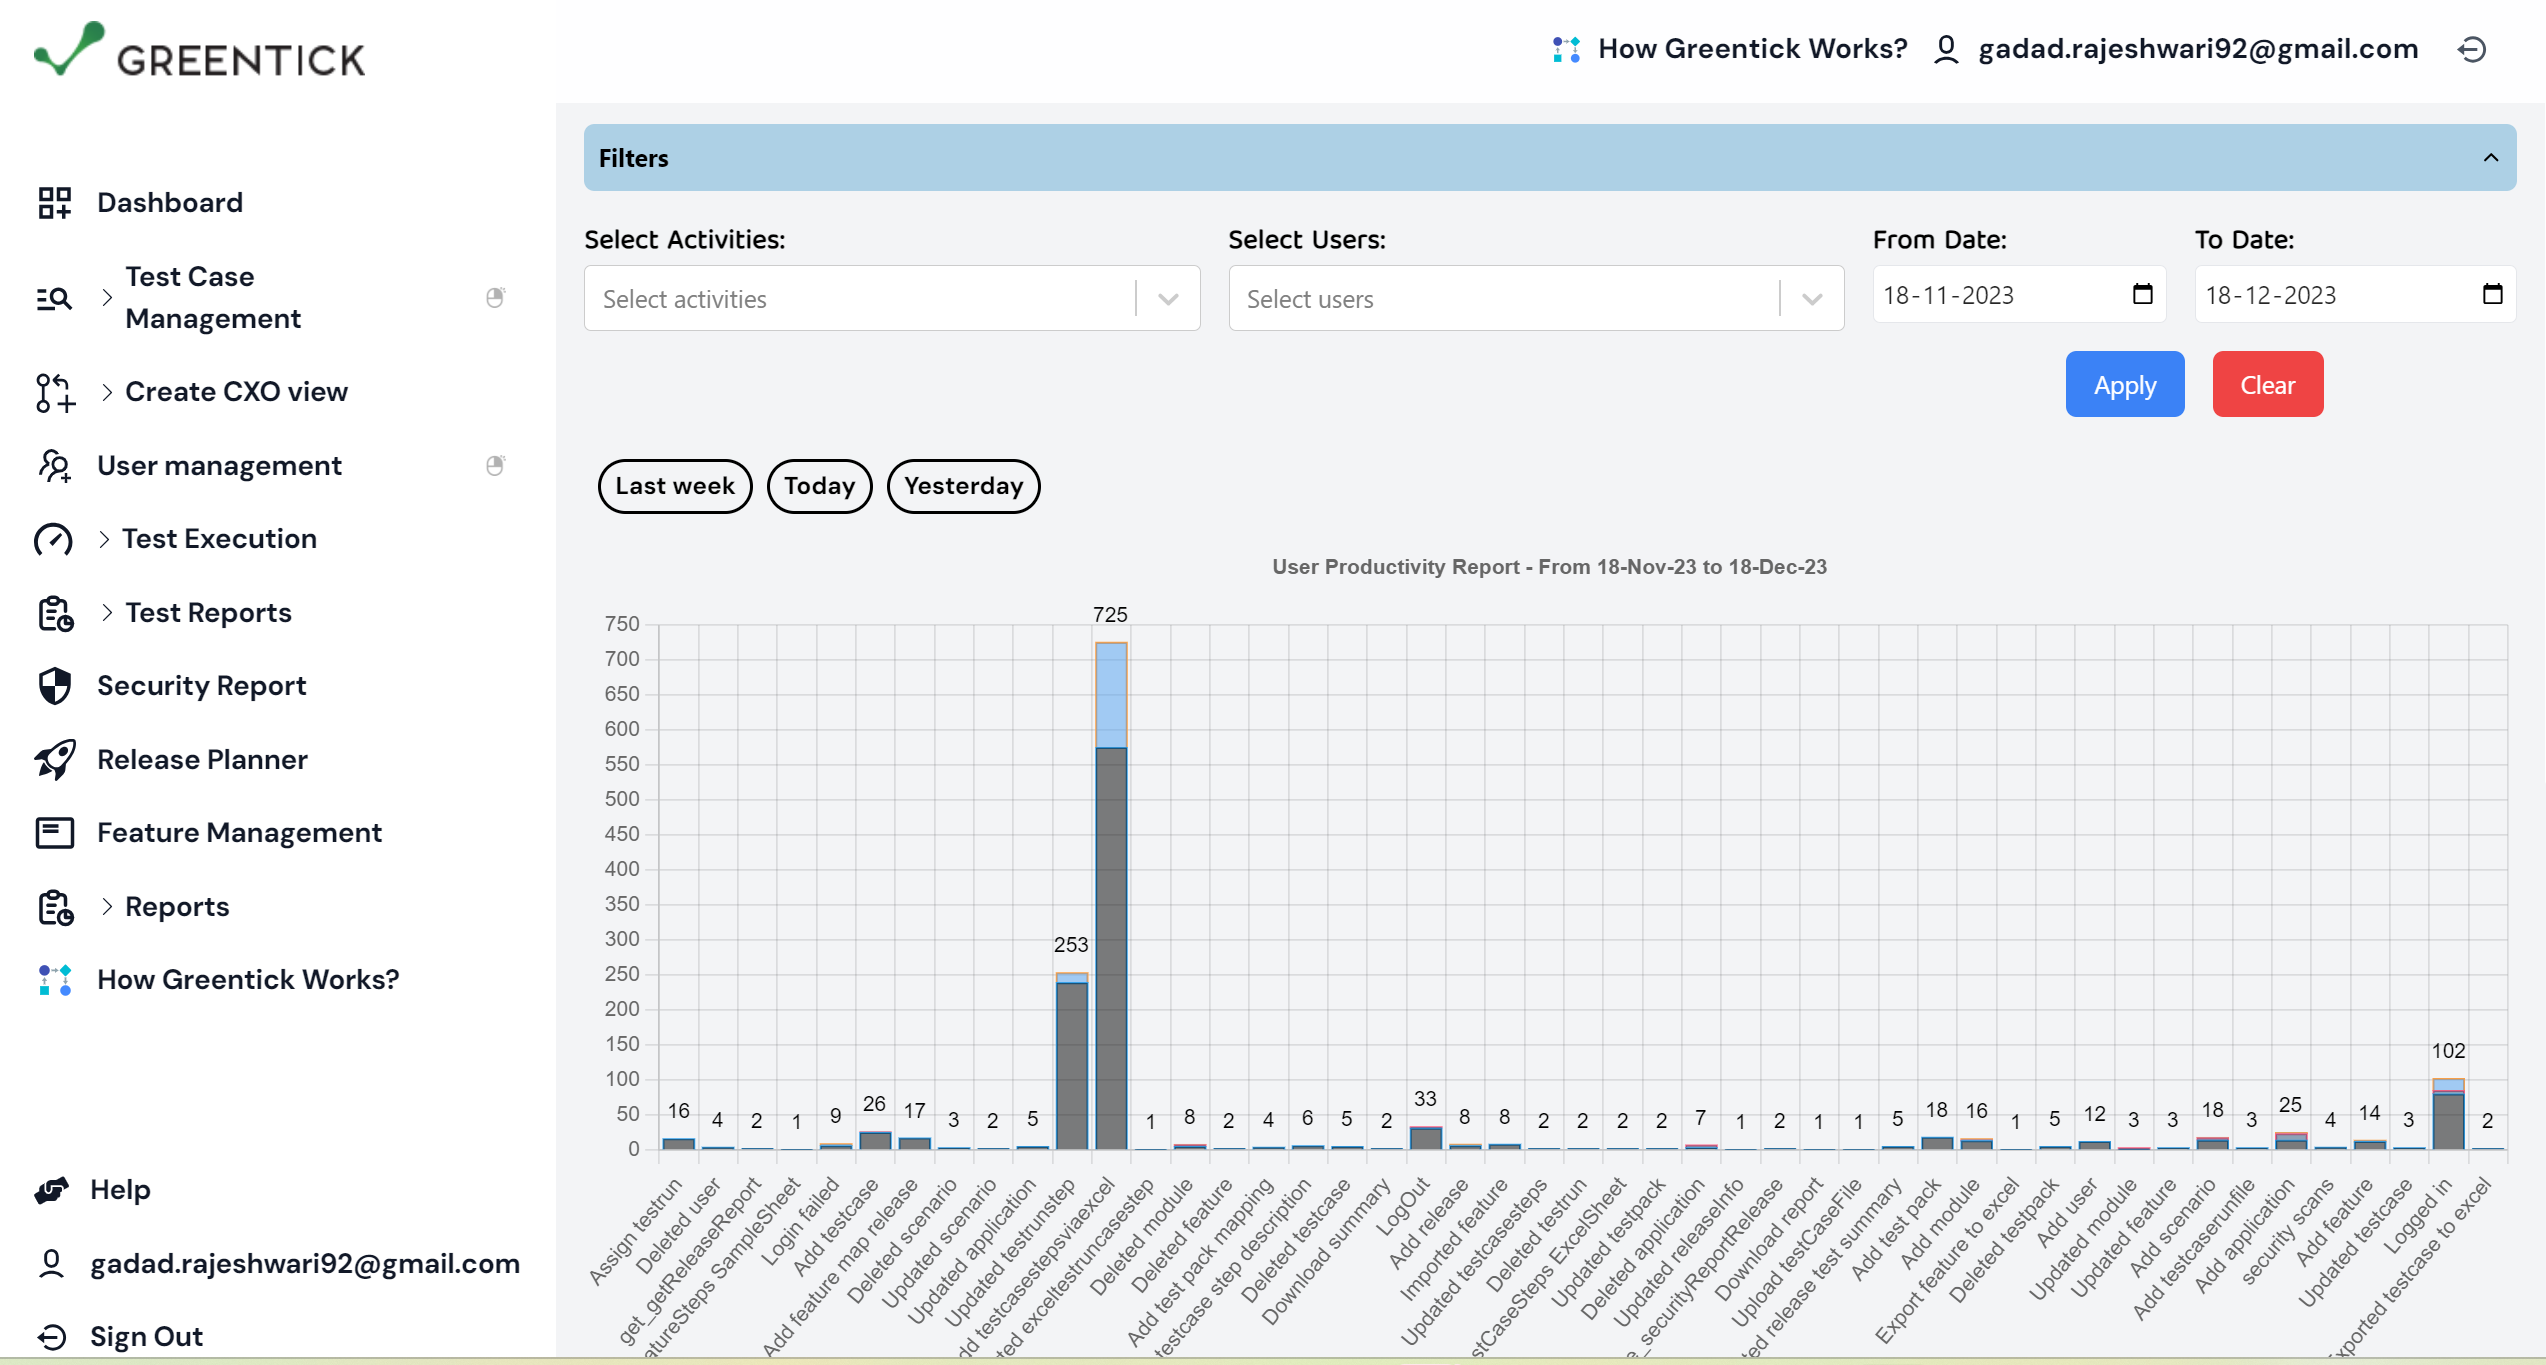 GREENTICK
How Greentick Works?
gadad.rajeshwari92@gmail.com
Dashboard
Test Case
Management
Create CXO view
User management
Test Execution
Test Reports
Security Report
Release Planner
Feature Management
Reports
How Greentick Works?
Help
gadad.rajeshwari92@gmail.com
Sign Out
Filters
Select Activities:
Select activities
Select Users:
Select users
From Date:
18-11-2023
To Date:
18-12-2023
Apply
Clear
Last week
Today
Yesterday
User Productivity Report - From 18-Nov-23 to 18-Dec-23
750
700
650
600
550
500
450
400
350
300
250
200
150
100
50
0
16
4
2
1
9
26
17
3
2
5
253
725
1
8
2
4
6
5
2
33
8
8
2
2
2
2
7
1
2
1
1
5
18
16
1
5
12
3
3
18
3
25
4
14
3
102
2
Assign testrun
Deleted user
get_getReleaseReport
atureSteps SampleSheet
Login failed
Add testcase
Add feature map release
Deleted scenario
Updated scenario
Updated application
Updated testrunstep
dd testcasestepsviaexcel
ted exceltestruncasestep
Deleted module
Deleted feature
Add test pack mapping
testcase step description
Deleted testcase
Download summary
LogOut
Add release
Imported feature
Updated testcasesteps
Deleted testrun
stCaseSteps ExcelSheet
Updated testpack
Deleted application
Updated releaseInfo
e_securityReportRelease
Download report
Upload testCaseFile
ted release test summary
Add test pack
Add module
Export feature to excel
Deleted testpack
Add user
Updated module
Updated feature
Add scenario
Add testcaserunfile
Add application
security scans
Add feature
Updated testcase
Logged in
xported testcase to excel